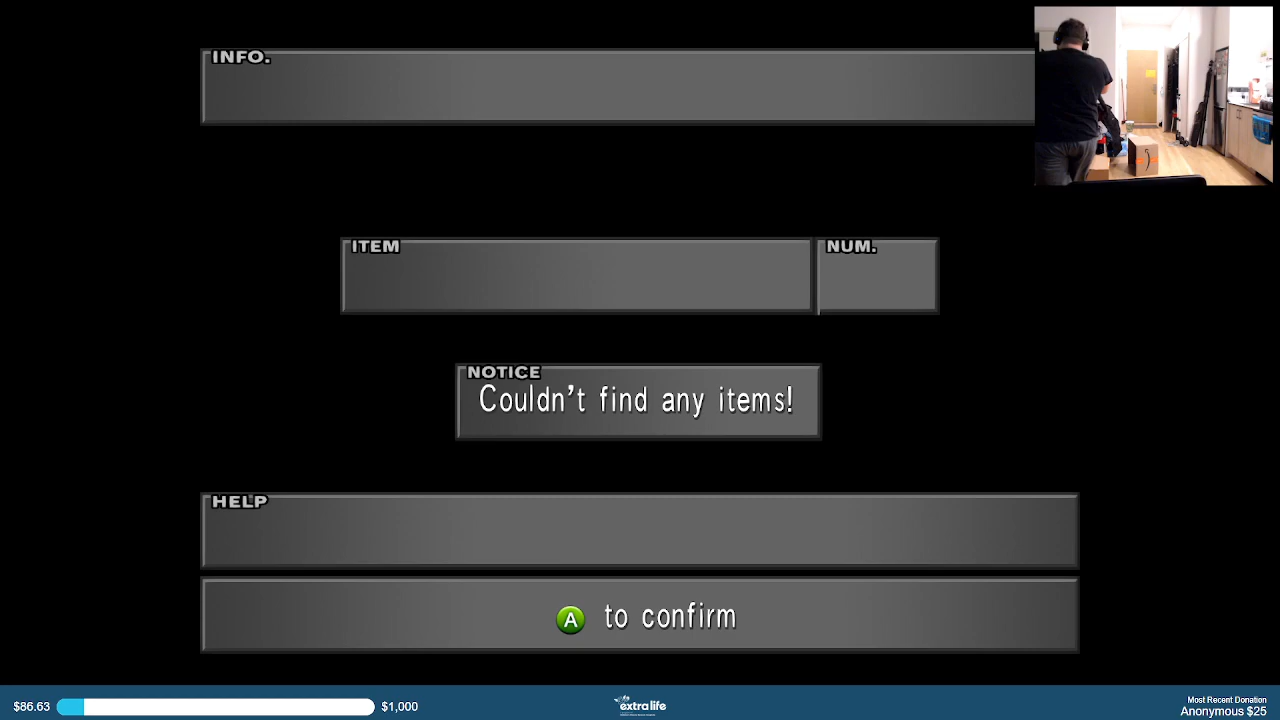 INFO.
ITEM
NUM.
NOTICE
Couldn't find any items!
HELP
A to confirm
$86.63
$1,000
extra life
Most Recent Donation
Anonymous $25